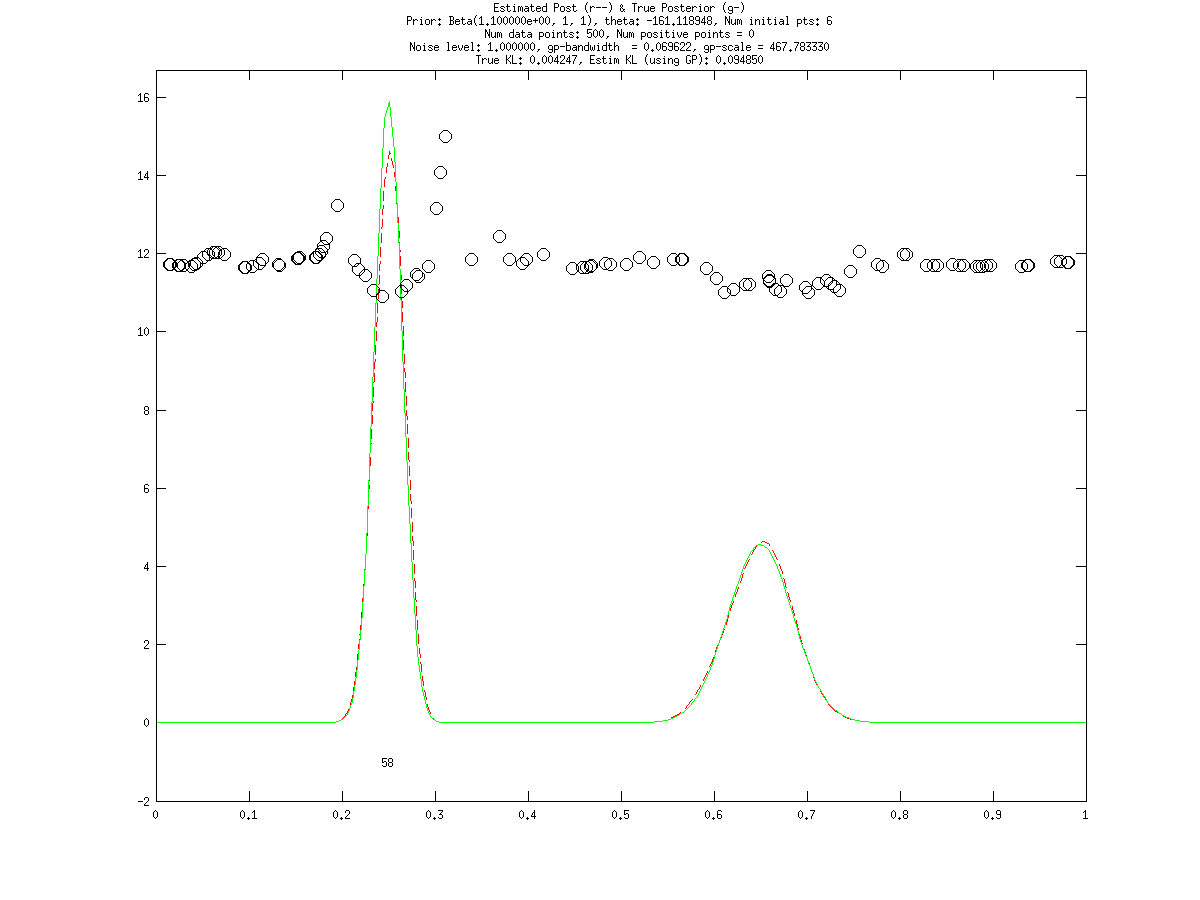 Estimated Post (r--) & True Posterior (g-)
Prior: Beta(1.100000e+00, 1, 1), theta: -161.118948, Num initial pts: 6
Num data points: 500, Num positive points = 0
Noise level: 1.000000, gp-bandwidth  = 0.069622, gp-scale = 467.783330
True KL: 0.004247, Estim KL (using GP): 0.094850
16
14
12
10
8
6
4
2
0
58
-2
0 0.1 0.2 0.3 0.4 0.5 0.6 0.7 0.8 0.9 1